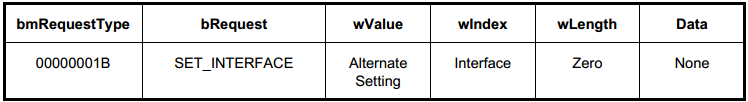 bmRequestType bRequest wValue wIndex wLength Data
00000001B SET_INTERFACE Alternate Interface Zero None
Setting